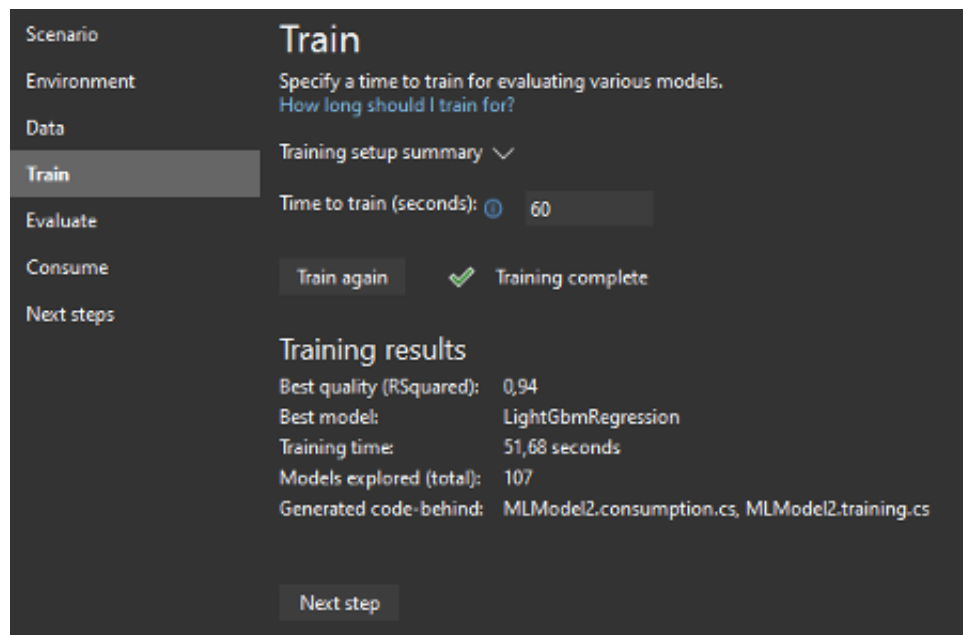 Scenario
Environment
Data
Train
Evaluate
Consume
Next steps
Train
Specify a time to train for evaluating various models.
How long should I train for?
Training setup summary
Time to train (seconds): 60
Train again Training complete
Training results
Best quality (RSquared): 0,94
Best model: LightGbmRegression
Training time: 51,68 seconds
Models explored (total): 107
Generated code-behind: MLModel2.consumption.cs, MLModel2.training.cs
Next step